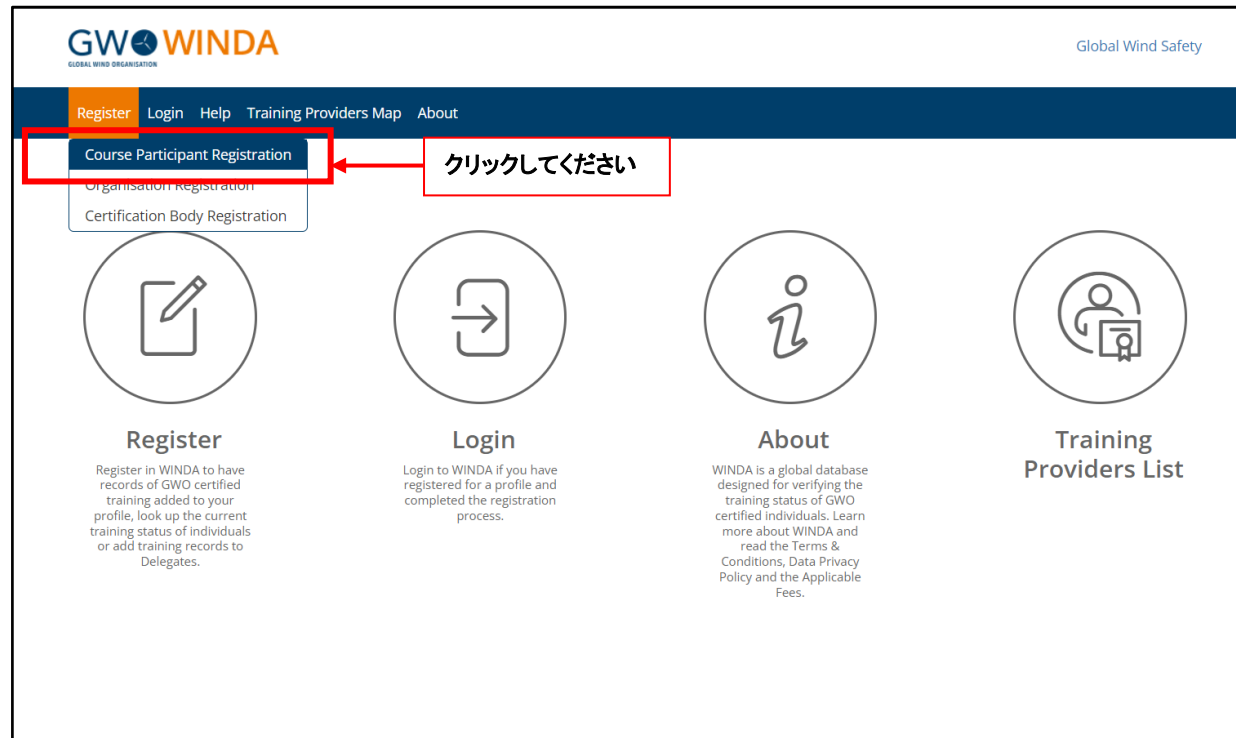 GWO WINDA
GLOBAL WIND ORGANISATION
Global Wind Safety
Register Login Help Training Providers Map About
Course Participant Registration
クリックしてください
Organisation Registration
Certification Body Registration
Register
Register in WINDA to have
records of GWO certified
training added to your
profile, look up the current
training status of individuals
or add training records to
Delegates.
Login
Login to WINDA if you have
registered for a profile and
completed the registration
process.
About
WINDA is a global database
designed for verifying the
training status of GWO
certified individuals. Learn
more about WINDA and
read the Terms &
Conditions, Data Privacy
Policy and the Applicable
Fees.
Training
Providers List